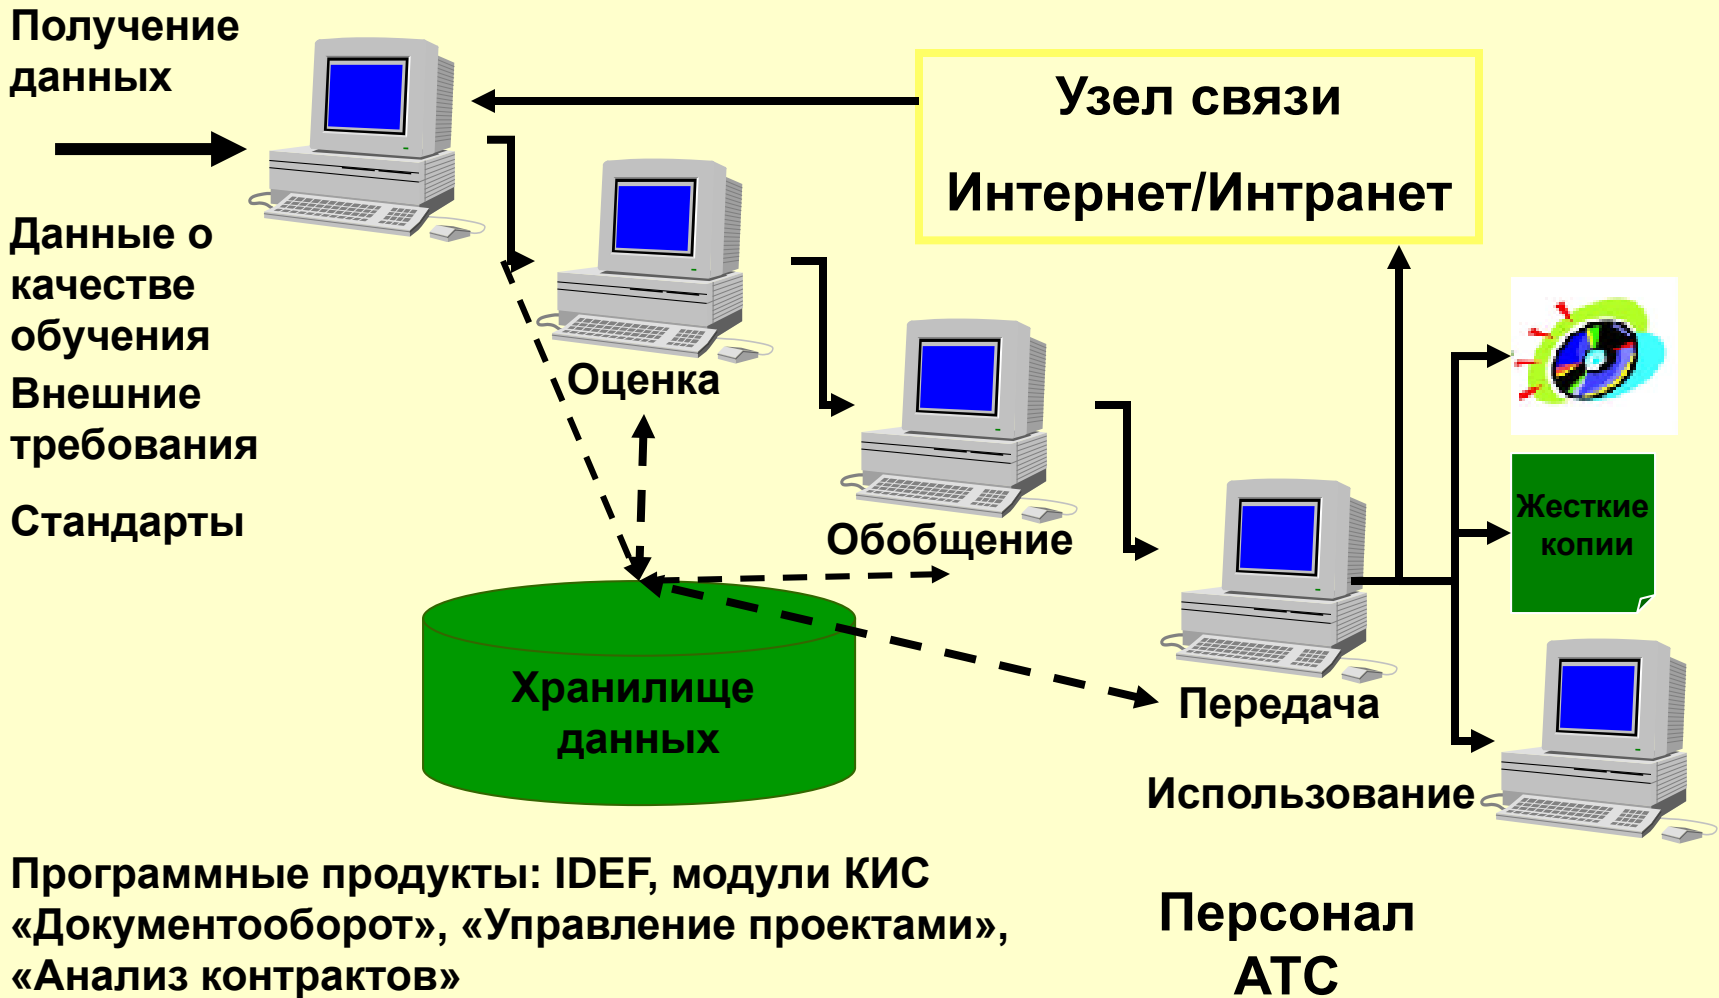 Получение
данных
Узел связи
Интернет/Интранет
Данные о
качестве
обучения
Внешние
требования
Стандарты
Оценка
Обобщение
Жесткие
копии
Хранилище
данных
Передача
Использование
Программные продукты: IDEF, модули КИС
«Документооборот», «Управление проектами»,
«Анализ контрактов»
Персонал
АТС